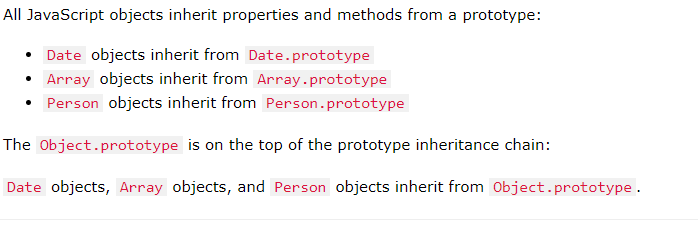 All JavaScript objects inherit properties and methods from a prototype:
• Date objects inherit from Date.prototype
• Array objects inherit from Array.prototype
• Person objects inherit from Person.prototype
The Object.prototype is on the top of the prototype inheritance chain:
Date objects, Array objects, and Person objects inherit from Object.prototype.